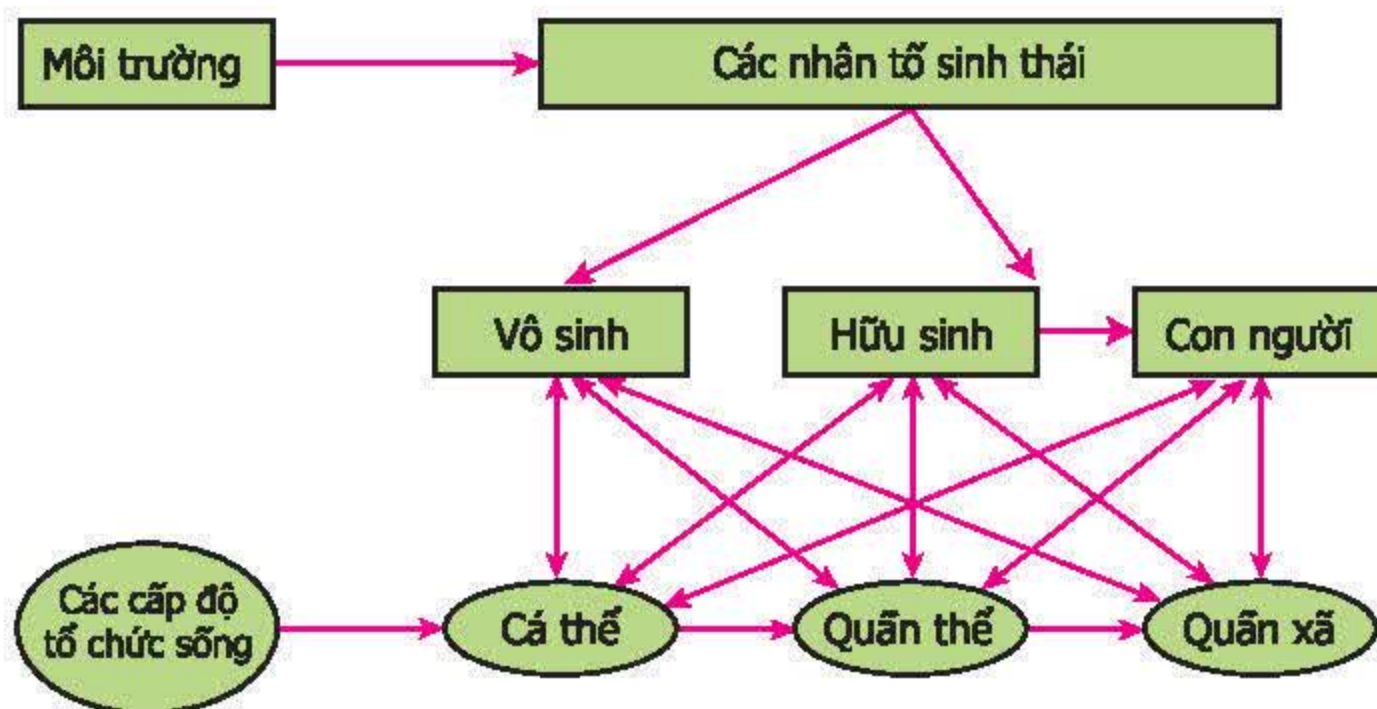 Môi trường
Các nhân tố sinh thái
Vô sinh
Hữu sinh
Con người
Các cấp độ
tổ chức sống
Cá thể
Quần thể
Quần xã